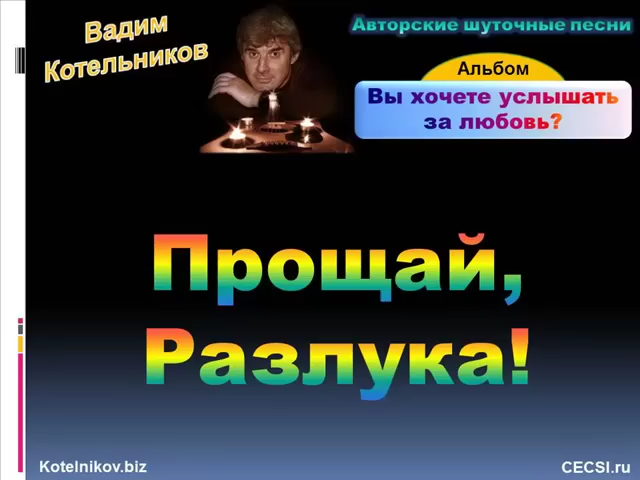 Вадим
Котельников
Авторские шуточные песни
Альбом
Вы хочете услышать
за любовь?
Прощай,
Разлука!
Kotelnikov.biz
CECSI.ru